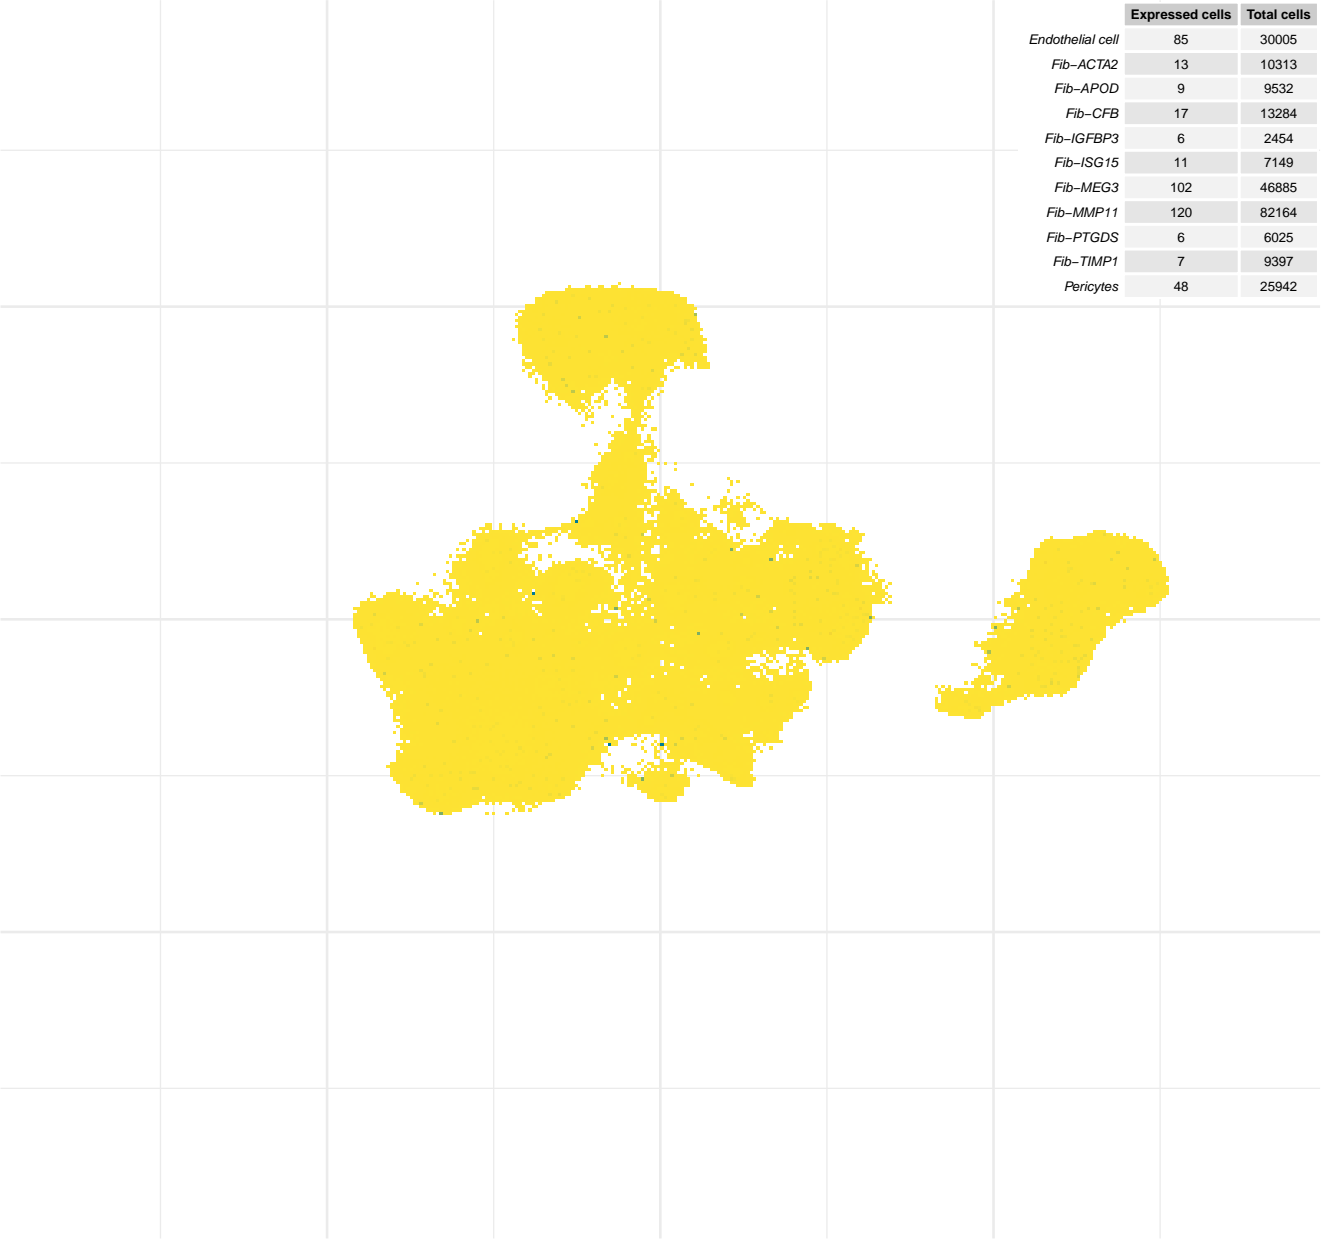 Expressed cells Total cells
Endothelial cell 85 30005
Fib−ACTA2 13 10313
Fib−APOD 9 9532
Fib−CFB 17 13284
Fib−IGFBP3 6 2454
Fib−ISG15 11 7149
Fib−MEG3 102 46885
Fib−MMP11 120 82164
Fib−PTGDS 6 6025
Fib−TIMP1 7 9397
Pericytes 48 25942